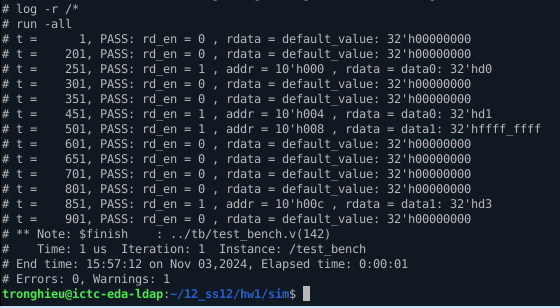 # log -r /*
# run -all
# t =      1, PASS: rd_en = 0 , rdata = default_value: 32'h00000000
# t =    201, PASS: rd_en = 0 , rdata = default_value: 32'h00000000
# t =    251, PASS: rd_en = 1 , addr = 10'h000 , rdata = data0: 32'hd0
# t =    301, PASS: rd_en = 0 , rdata = default_value: 32'h00000000
# t =    351, PASS: rd_en = 0 , rdata = default_value: 32'h00000000
# t =    451, PASS: rd_en = 1 , addr = 10'h004 , rdata = data0: 32'hd1
# t =    501, PASS: rd_en = 1 , addr = 10'h008 , rdata = data1: 32'hffff_ffff
# t =    601, PASS: rd_en = 0 , rdata = default_value: 32'h00000000
# t =    651, PASS: rd_en = 0 , rdata = default_value: 32'h00000000
# t =    701, PASS: rd_en = 0 , rdata = default_value: 32'h00000000
# t =    801, PASS: rd_en = 0 , rdata = default_value: 32'h00000000
# t =    851, PASS: rd_en = 1 , addr = 10'h00c , rdata = data1: 32'hd3
# t =    901, PASS: rd_en = 0 , rdata = default_value: 32'h00000000
# ** Note: $finish    : ../tb/test_bench.v(142)
#    Time: 1 us  Iteration: 1  Instance: /test_bench
# End time: 15:57:12 on Nov 03,2024, Elapsed time: 0:00:01
# Errors: 0, Warnings: 1
tronghieu@ictc-eda-ldap:~/12_ss12/hw1/sim$